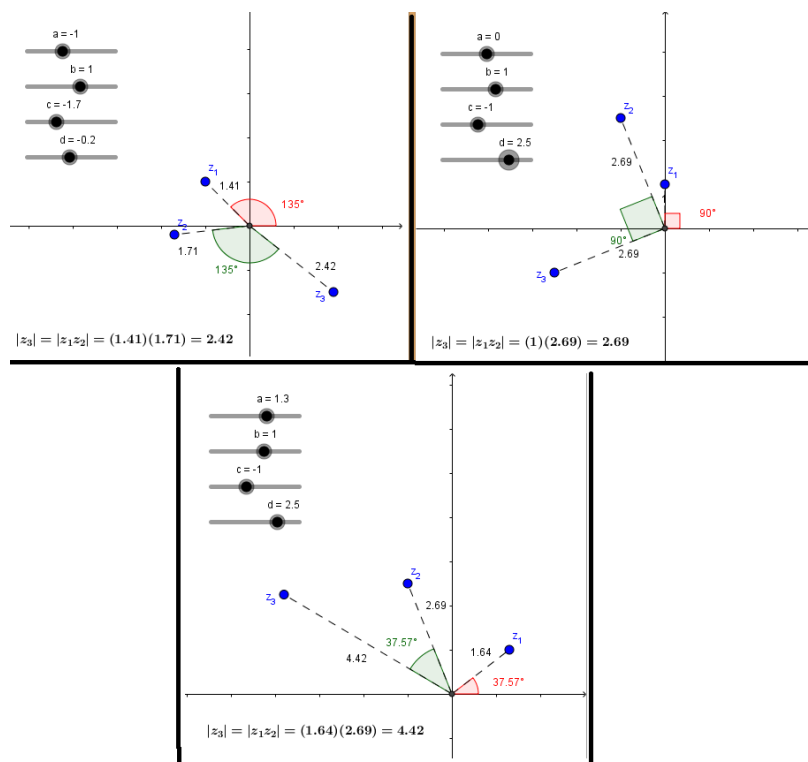 a = -1
b = 1
c = -1.7
d = -0.2
z₁
1.41
135°
z₂
1.71
135°
2.42
z₃
|z₃| = |z₁z₂| = (1.41)(1.71) = 2.42
a = 0
b = 1
c = -1
d = 2.5
z₂
2.69
z₁
90°
90°
2.69
z₃
|z₃| = |z₁z₂| = (1)(2.69) = 2.69
a = 1.3
b = 1
c = -1
d = 2.5
z₂
z₃
2.69
z₁
37.57°
1.64
4.42
37.57°
|z₃| = |z₁z₂| = (1.64)(2.69) = 4.42